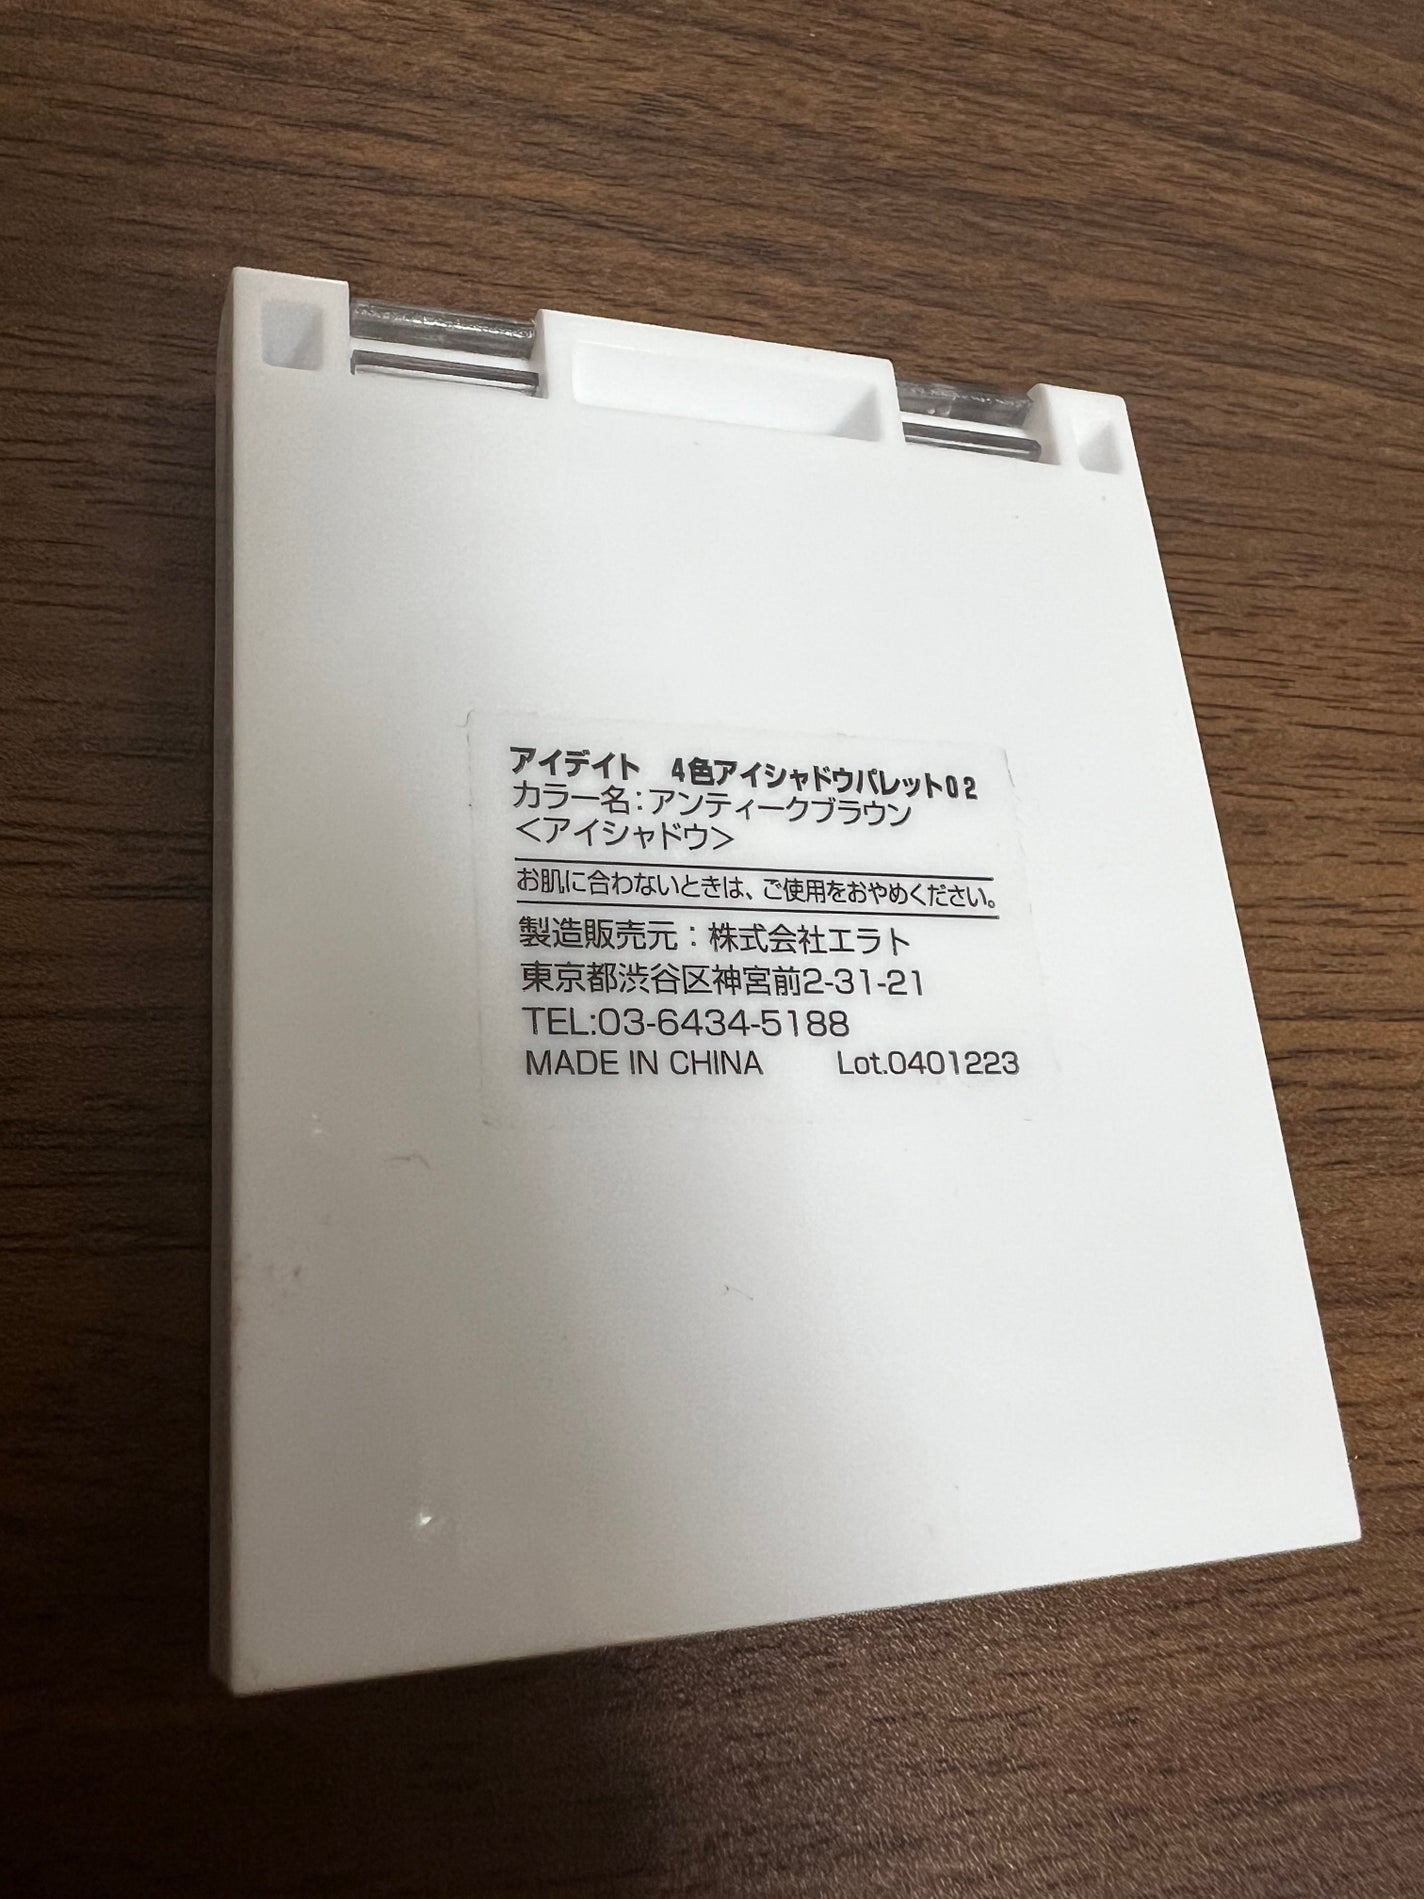 アイデイト　4色アイシャドウパレット02
カラー名：アンティークブラウン
＜アイシャドウ＞
お肌に合わないときは、ご使用をおやめください。
製造販売元：株式会社エラト
東京都渋谷区神宮前2-31-21
TEL:03-6434-5188
MADE IN CHINA　Lot.0401223